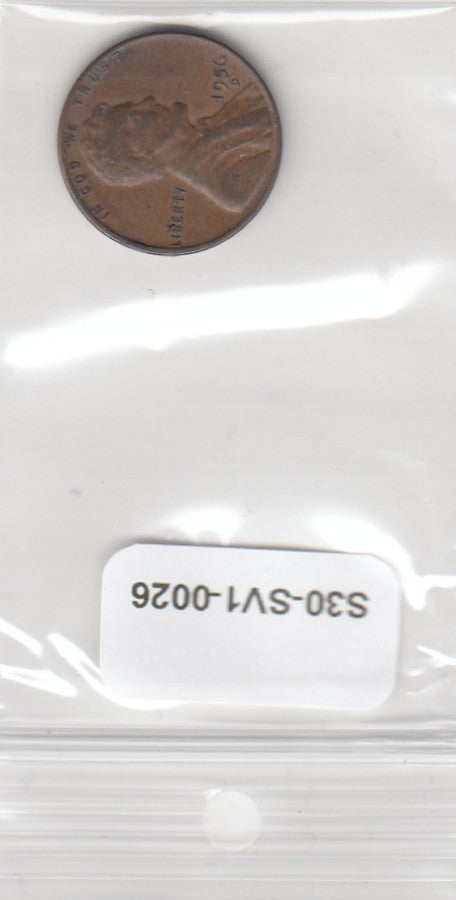 IN GOD WE TRUST
LIBERTY
1956
D
S30-SV1-0026